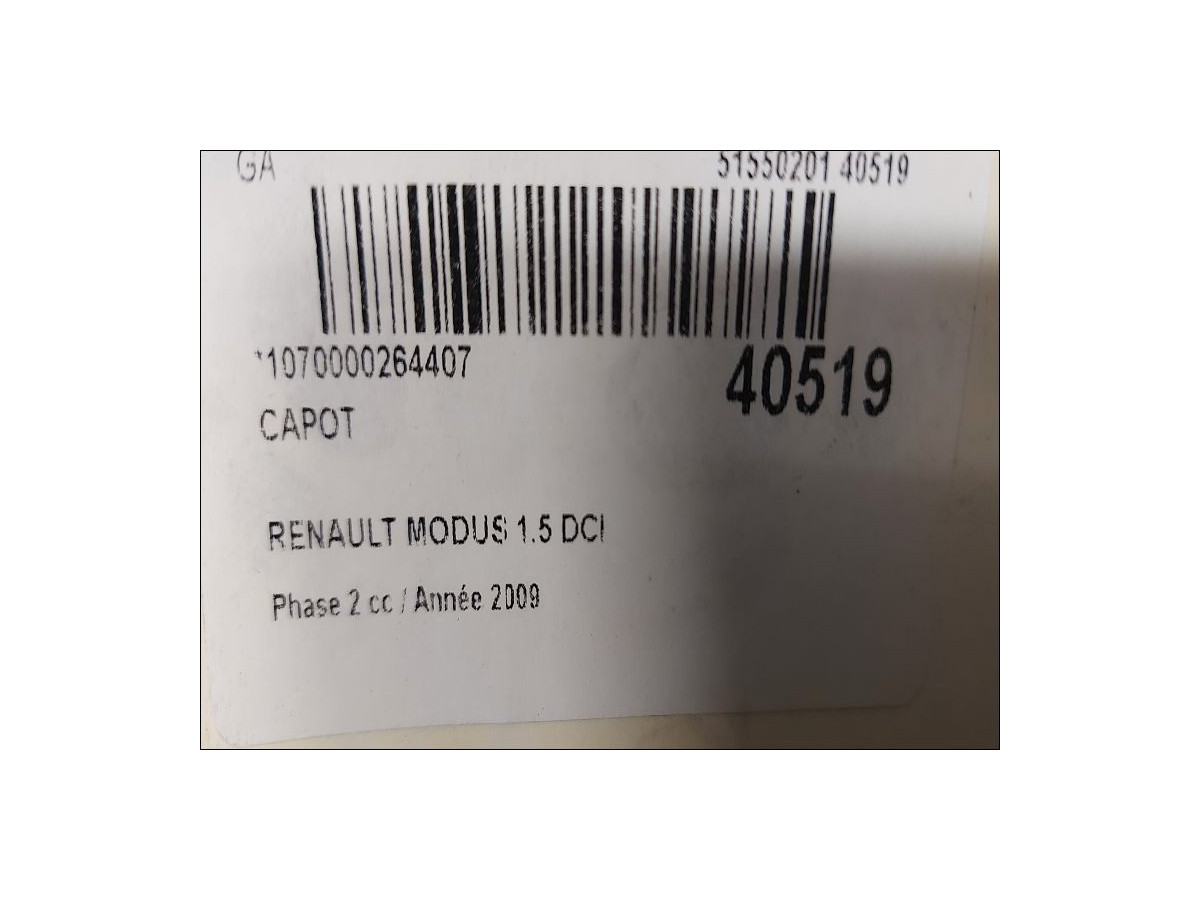 GA 51550201 40519
*1070000264407 40519
CAPOT
RENAULT MODUS 1.5 DCI
Phase 2 cc / Année 2009